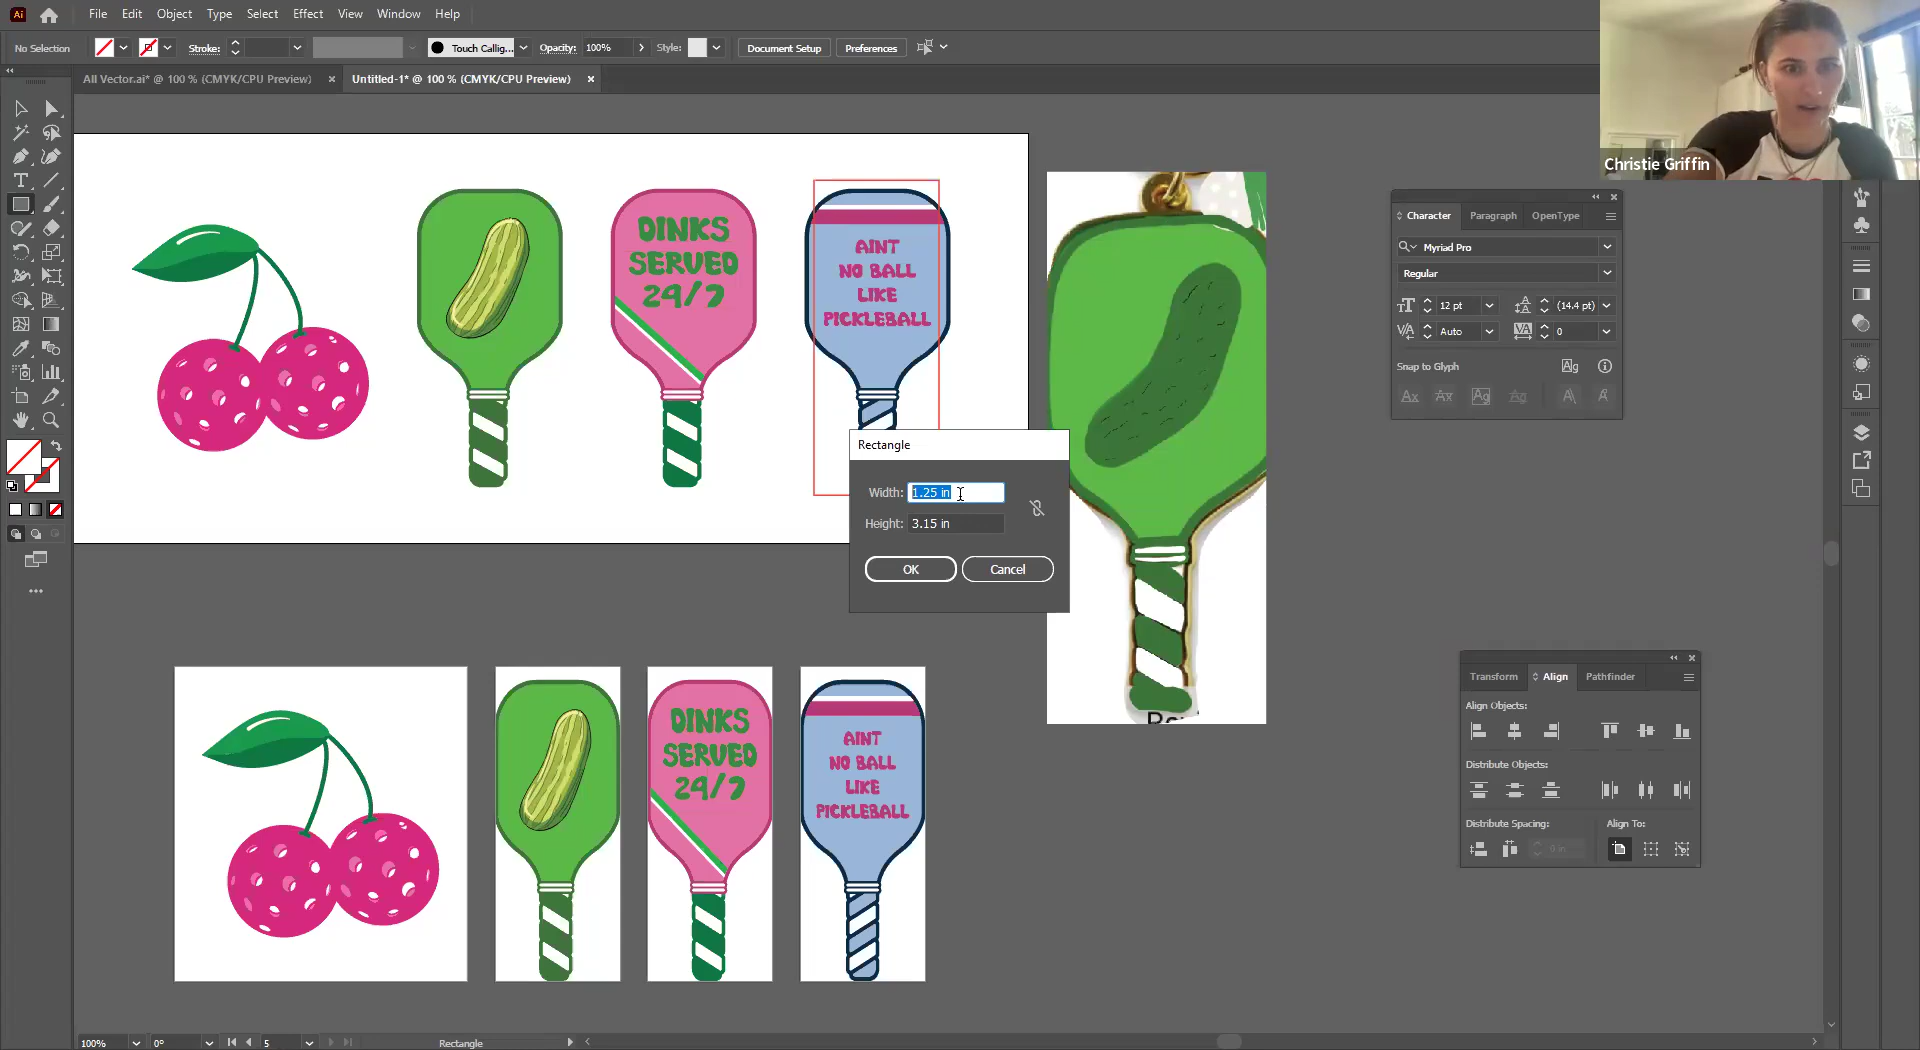 Ai File Edit Object Type Select Effect View Window Help
No Selection Stroke: Touch Callig... Opacity: 100% Style: Document Setup Preferences
All Vector.ai* @ 100 % (CMYK/CPU Preview) × Untitled-1* @ 100 % (CMYK/CPU Preview) ×
Christie Griffin
DINKS
SERVED
24/7
AINT
NO BALL
LIKE
PICKLEBALL
Character Paragraph OpenType
Myriad Pro
Regular
12 pt (14.4 pt)
Auto 0
Snap to Glyph
Rectangle
Width: 1.25 in
Height: 3.15 in
OK Cancel
Transform Align Pathfinder
Align Objects:
Distribute Objects:
Distribute Spacing: Align To:
0 in
DINKS
SERVED
24/7
AINT
NO BALL
LIKE
PICKLEBALL
100% 0° 5 Rectangle